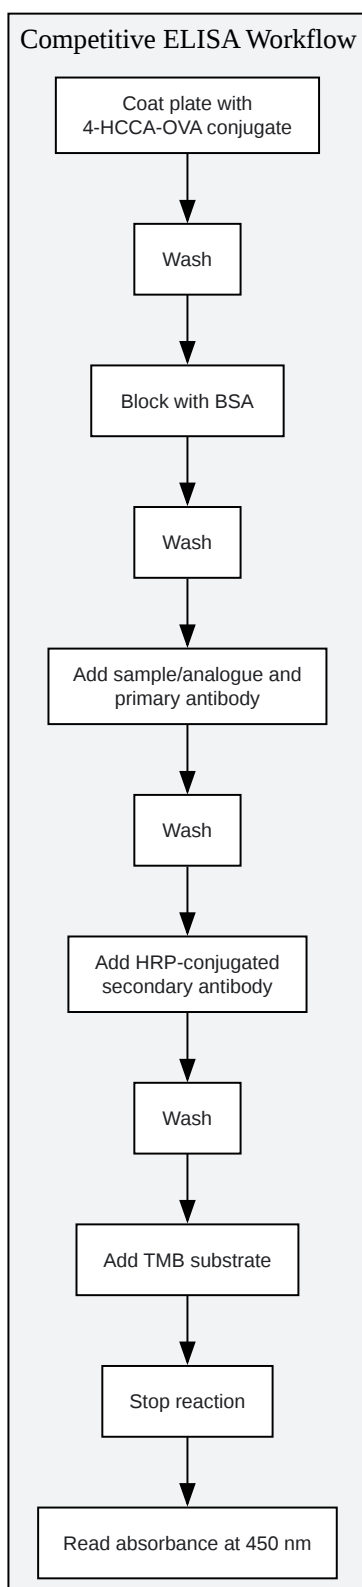 Competitive ELISA Workflow
Coat plate with
4-HCCA-OVA conjugate
Wash
Block with BSA
Wash
Add sample/analogue and
primary antibody
Wash
Add HRP-conjugated
secondary antibody
Wash
Add TMB substrate
Stop reaction
Read absorbance at 450 nm